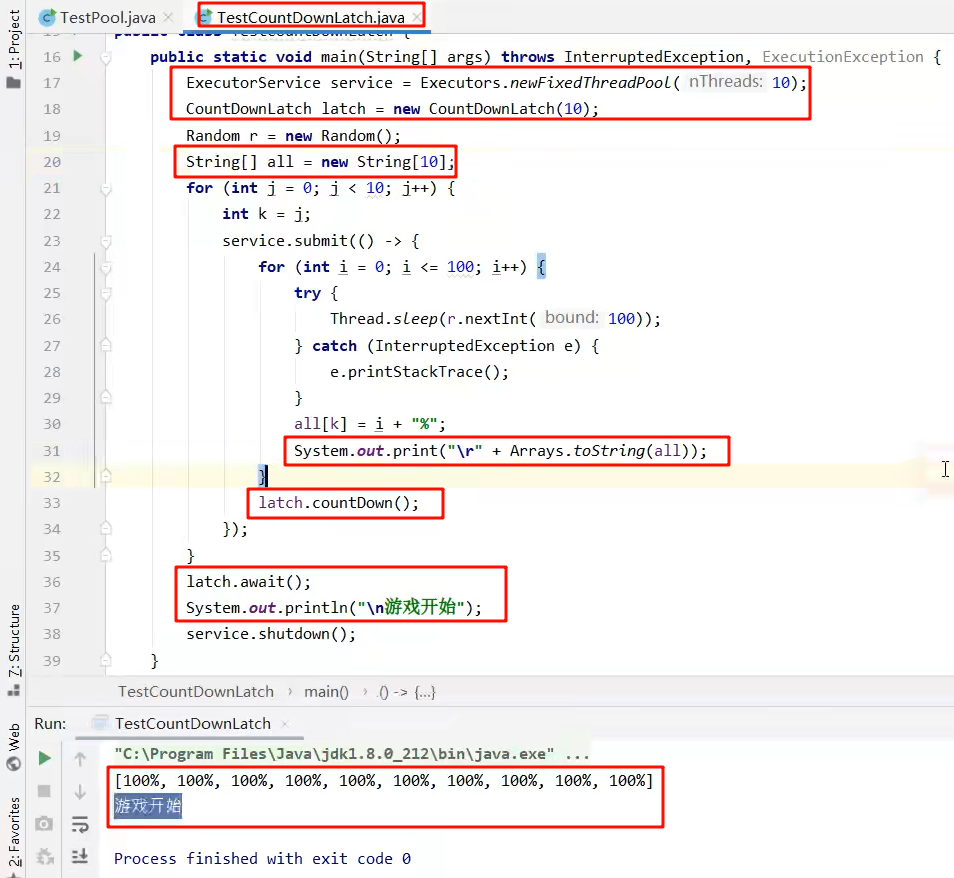 TestPool.java × TestCountDownLatch.java ×
1: Project
public class TestCountDownLatch {
16 public static void main(String[] args) throws InterruptedException, ExecutionException {
17 ExecutorService service = Executors.newFixedThreadPool( nThreads: 10);
18 CountDownLatch latch = new CountDownLatch(10);
19 Random r = new Random();
20 String[] all = new String[10];
21 for (int j = 0; j < 10; j++) {
22 int k = j;
23 service.submit(() -> {
24 for (int i = 0; i <= 100; i++) {
25 try {
26 Thread.sleep(r.nextInt( bound: 100));
27 } catch (InterruptedException e) {
28 e.printStackTrace();
29 }
30 all[k] = i + "%";
31 System.out.print("\r" + Arrays.toString(all));
32 }
33 latch.countDown();
34 });
35 }
36 latch.await();
37 System.out.println("\n游戏开始");
38 service.shutdown();
39 }
7: Structure
TestCountDownLatch › main() › () -> {...}
Run: TestCountDownLatch ×
Web
"C:\Program Files\Java\jdk1.8.0_212\bin\java.exe" ...
[100%, 100%, 100%, 100%, 100%, 100%, 100%, 100%, 100%, 100%]
游戏开始
2: Favorites
Process finished with exit code 0